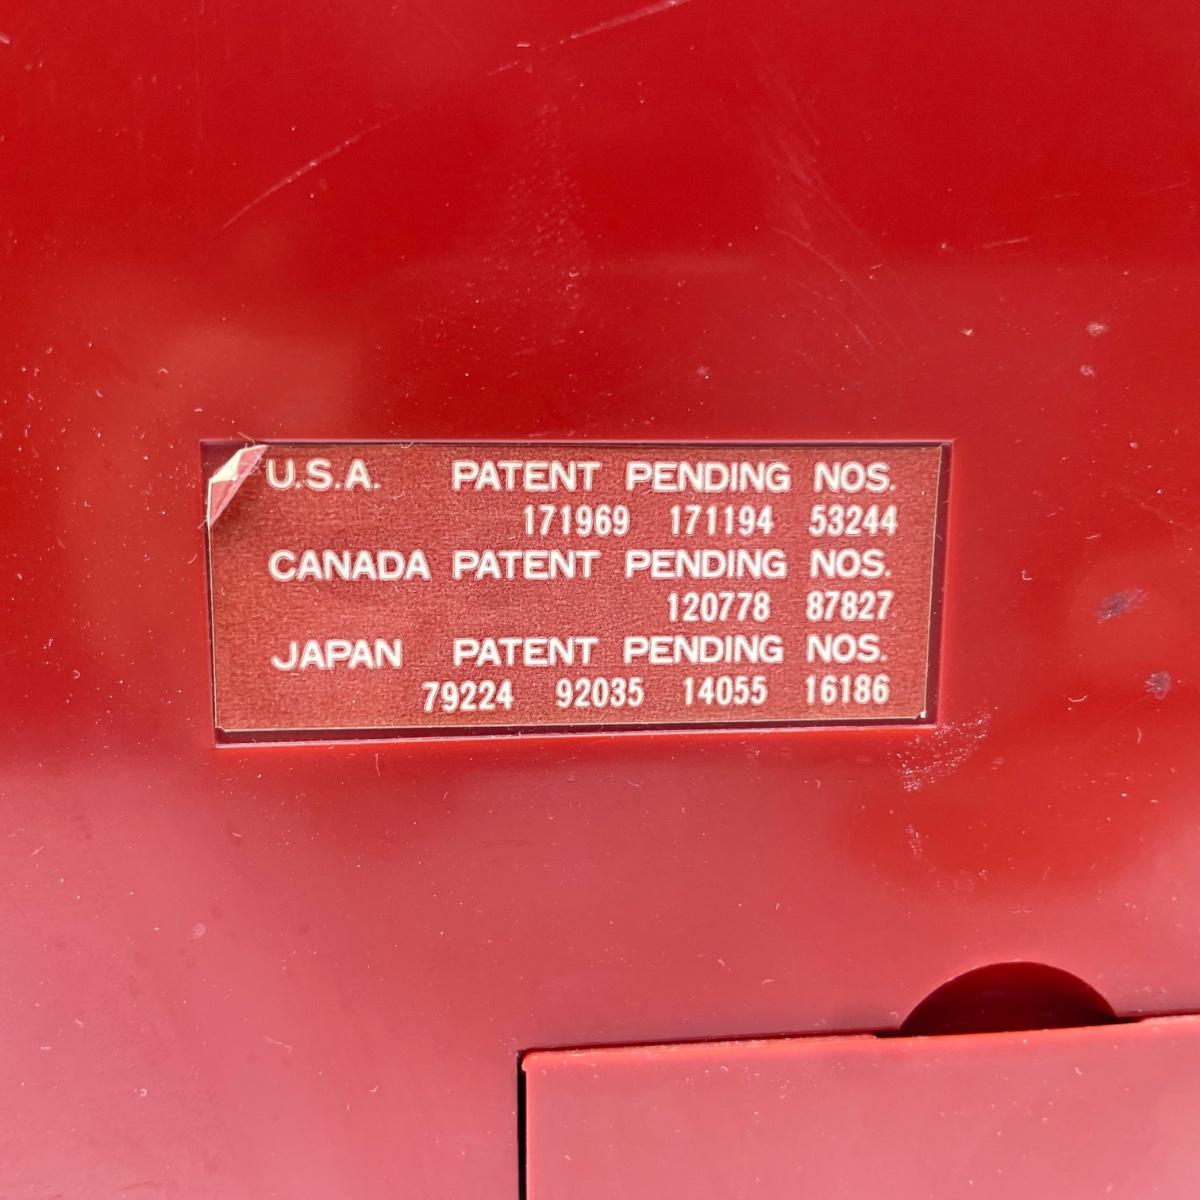 U.S.A. PATENT PENDING NOS.
171969 171194 53244
CANADA PATENT PENDING NOS.
120778 87827
JAPAN PATENT PENDING NOS.
79224 92035 14055 16186